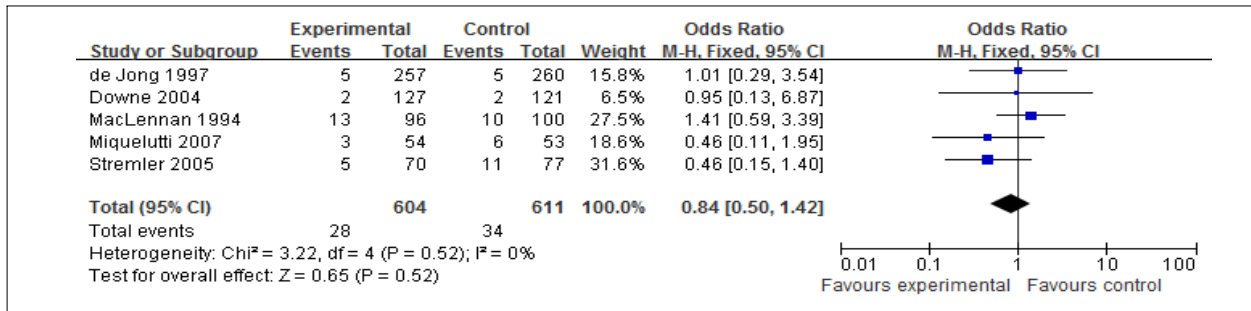 Experimental Control Odds Ratio Odds Ratio
Study or Subgroup Events Total Events Total Weight M-H, Fixed, 95% CI M-H, Fixed, 95% CI
de Jong 1997 5 257 5 260 15.8% 1.01 [0.29, 3.54]
Downe 2004 2 127 2 121 6.5% 0.95 [0.13, 6.87]
MacLennan 1994 13 96 10 100 27.5% 1.41 [0.59, 3.39]
Miquelutti 2007 3 54 6 53 18.6% 0.46 [0.11, 1.95]
Stremler 2005 5 70 11 77 31.6% 0.46 [0.15, 1.40]
Total (95% CI) 604 611 100.0% 0.84 [0.50, 1.42]
Total events 28 34
Heterogeneity: Chi² = 3.22, df = 4 (P = 0.52); I² = 0%
Test for overall effect: Z = 0.65 (P = 0.52)
0.01 0.1 1 10 100
Favours experimental Favours control